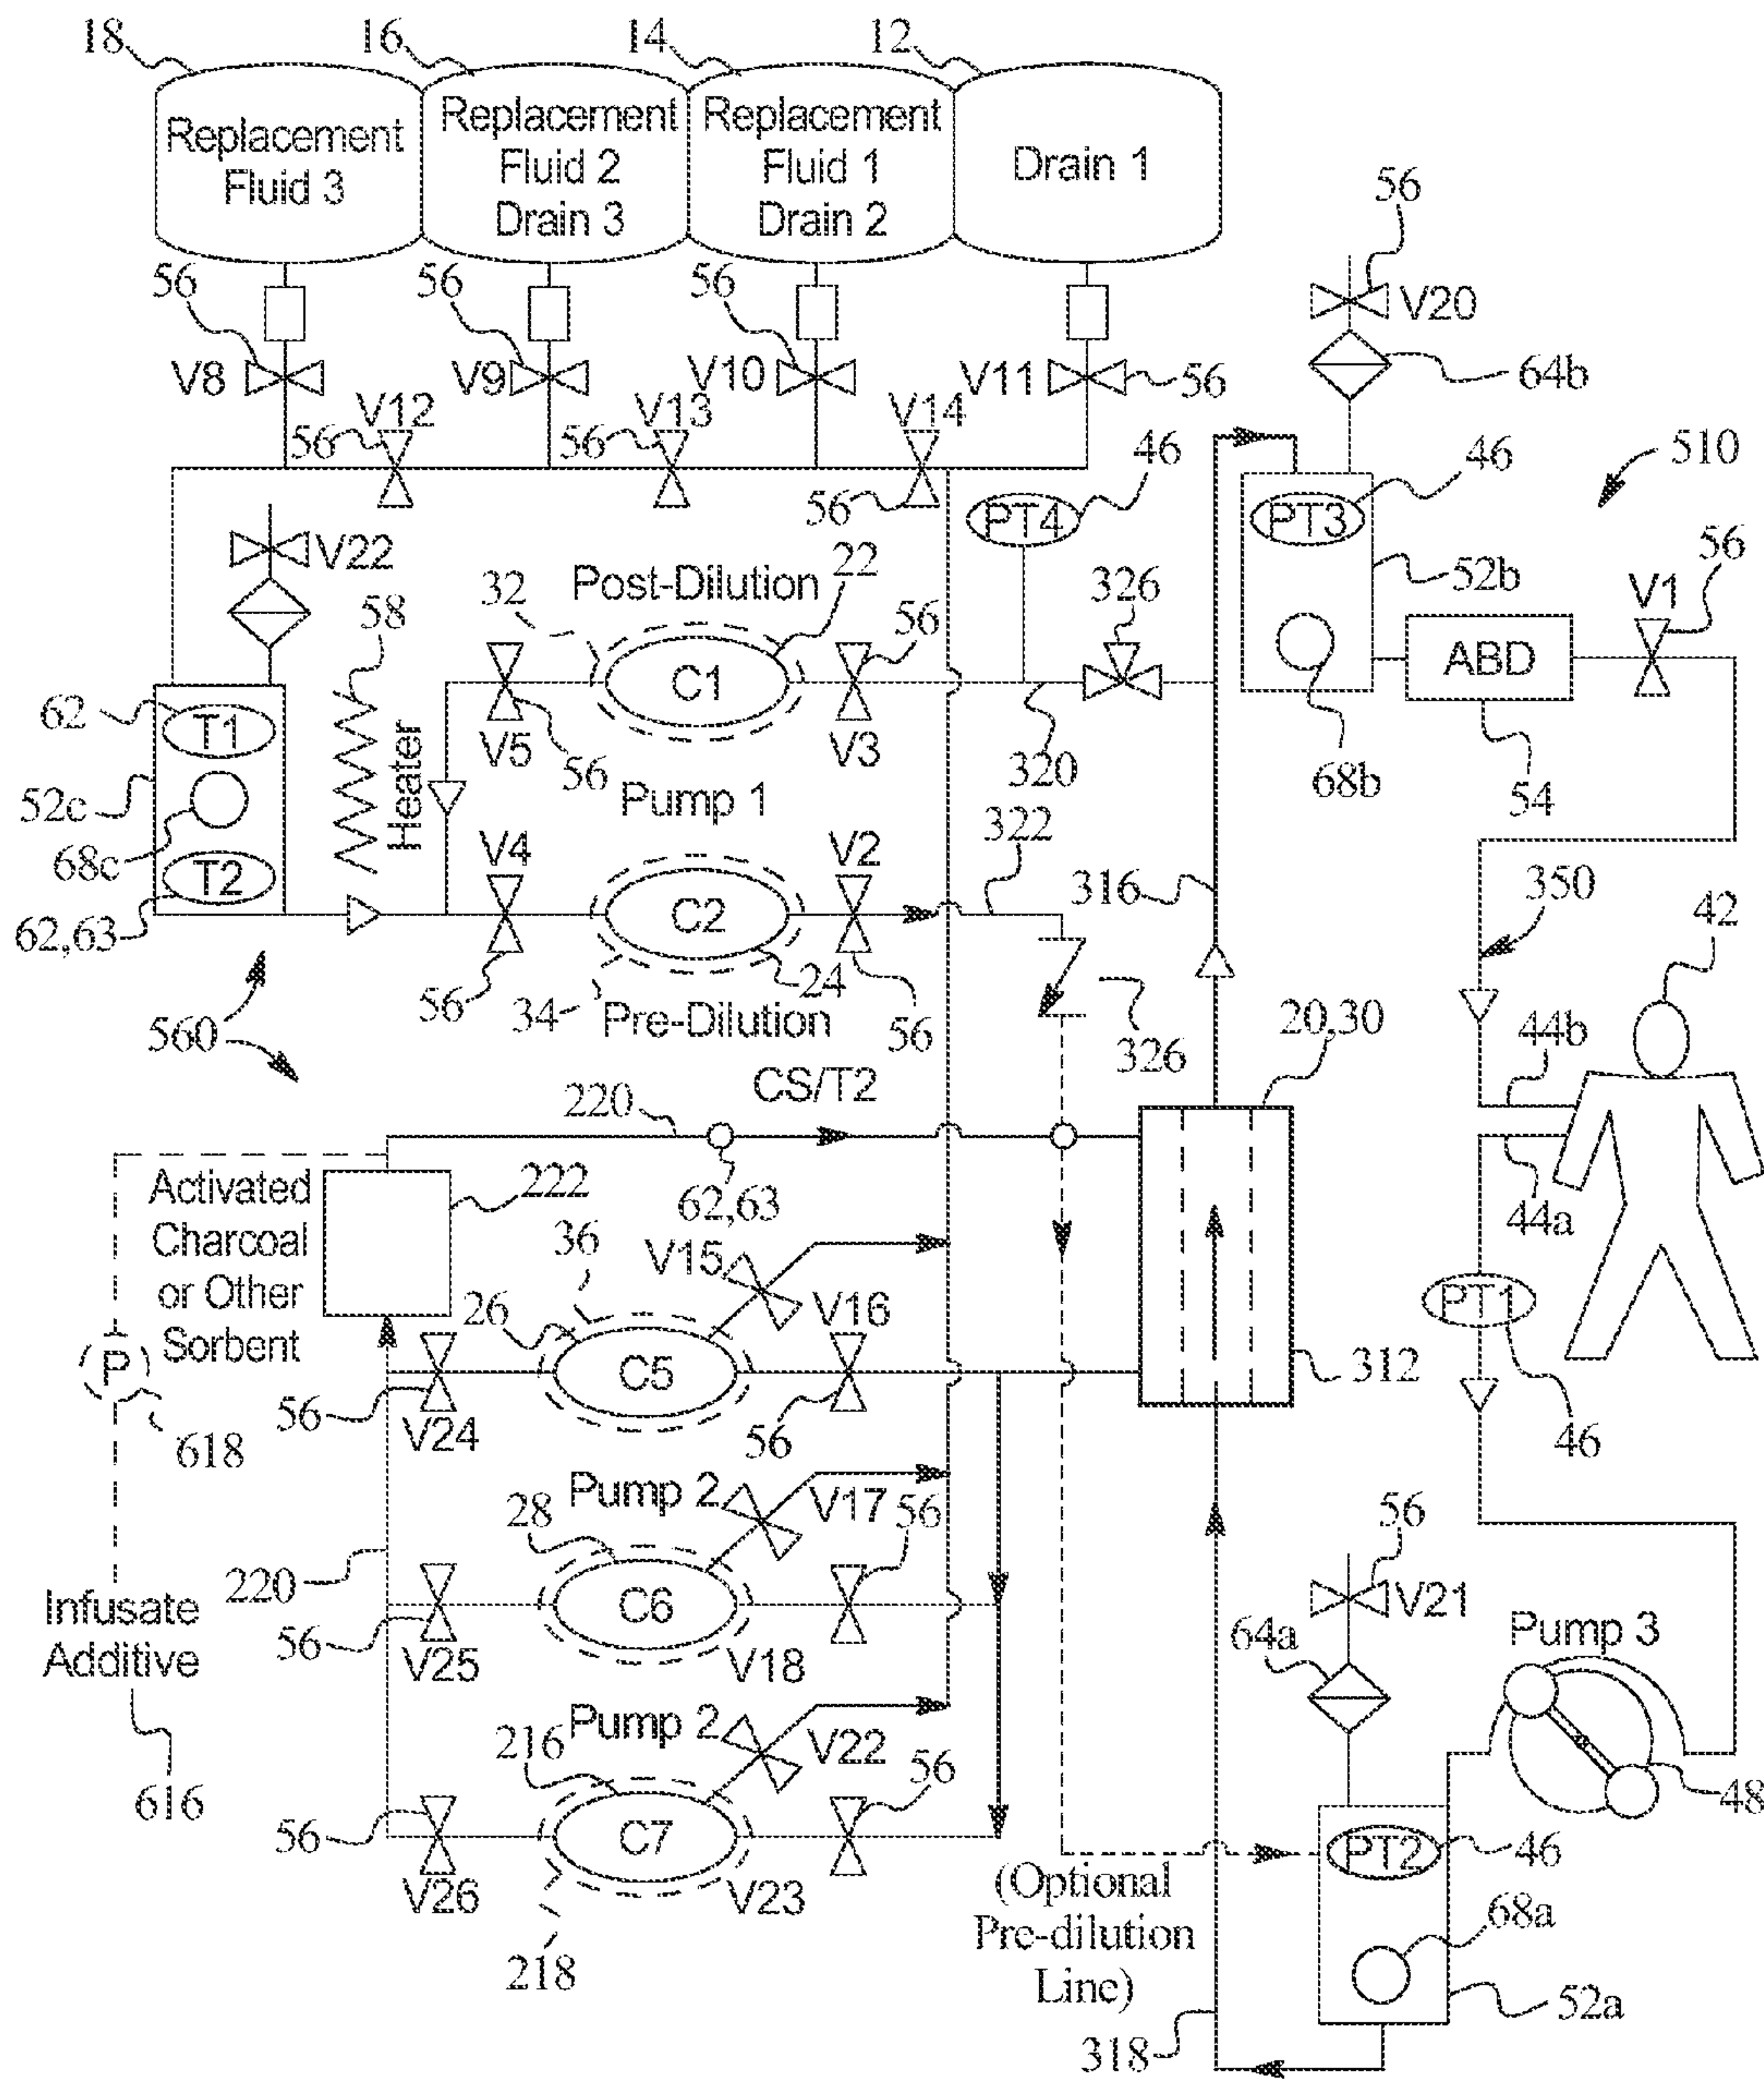 18
16
14
12
Replacement
Fluid 3
Replacement
Fluid 2
Drain 3
Replacement
Fluid 1
Drain 2
Drain 1
56
56
56
56
V20
V8
V9
V10
V11
56
64b
V12
V13
V14
56
56
56
46
46
510
PT4
PT3
V22
Post-Dilution
22
32
58
56
326
52b
V1
56
62
T1
C1
ABD
V5
56
V3
320
68b
54
52c
Heater
Pump 1
68c
V4
V2
322
T2
C2
316
350
42
62,63
56
34
24
Pre-Dilution
56
326
20,30
44b
560
CS/T2
220
Activated
Charcoal
or Other
Sorbent
222
62,63
44a
36
V15
26
V16
PT1
P
C5
312
56
V24
56
46
618
Pump 2
V17
56
28
56
220
C6
V21
Infusate
Additive
56
V25
V18
64a
Pump 3
Pump 2
216
V22
56
616
56
48
C7
PT2
46
V26
V23
(Optional
Pre-dilution
Line)
68a
218
52a
318